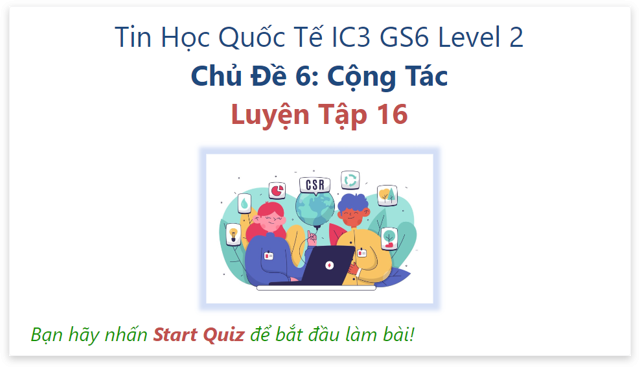 Tin Học Quốc Tế IC3 GS6 Level 2
Chủ Đề 6: Cộng Tác
Luyện Tập 16
CSR
Bạn hãy nhấn Start Quiz để bắt đầu làm bài!